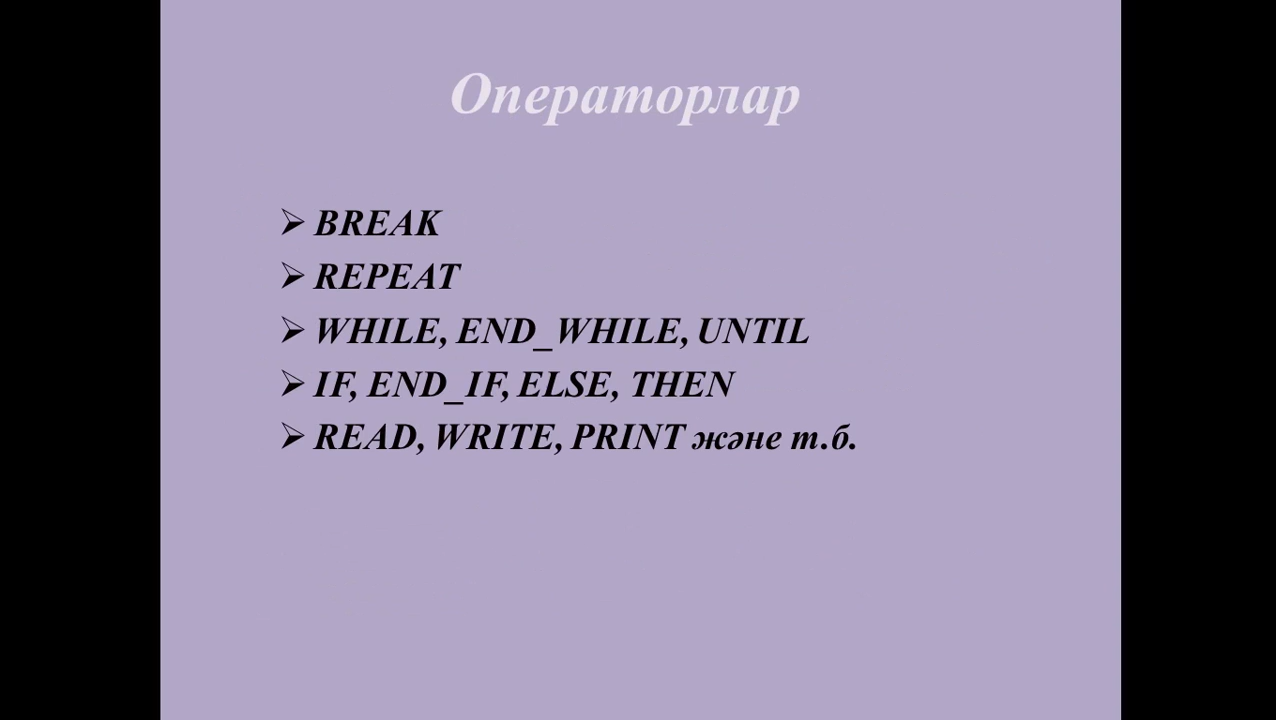 Операторлар
BREAK
REPEAT
WHILE, END_WHILE, UNTIL
IF, END_IF, ELSE, THEN
READ, WRITE, PRINT және т.б.